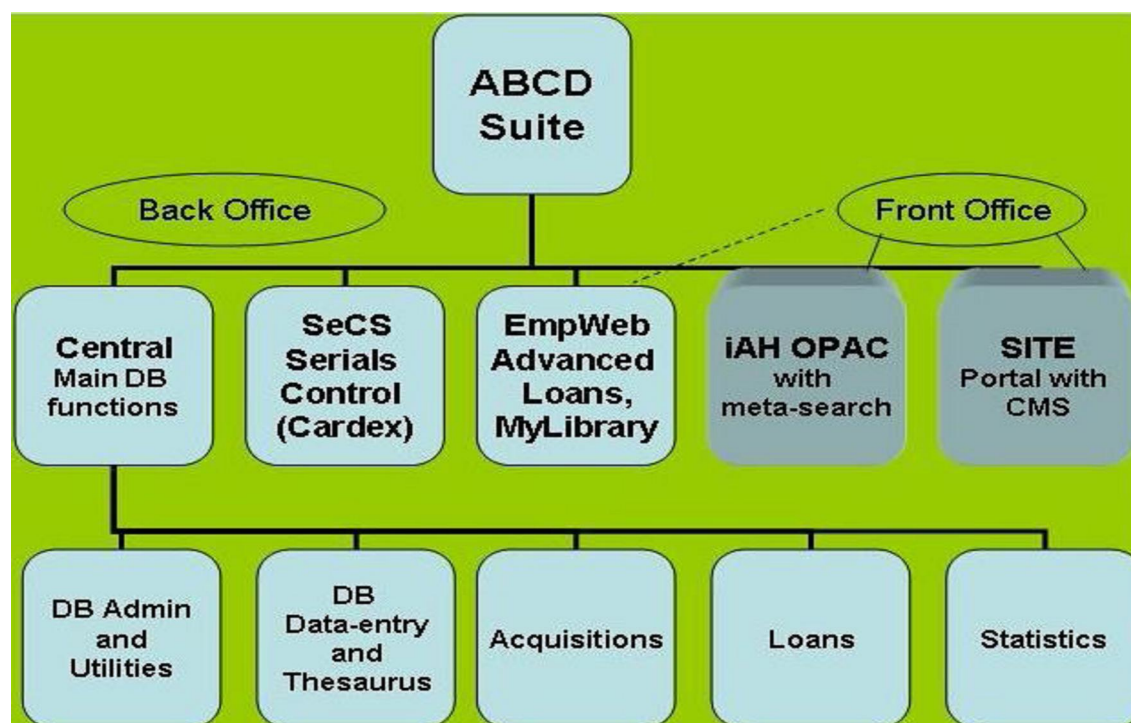 ABCD
Suite
Back Office
Front Office
Central
Main DB
functions
SeCS
Serials
Control
(Cardex)
EmpWeb
Advanced
Loans,
MyLibrary
iAH OPAC
with
meta-search
SITE
Portal with
CMS
DB Admin
and
Utilities
DB
Data-entry
and
Thesaurus
Acquisitions
Loans
Statistics